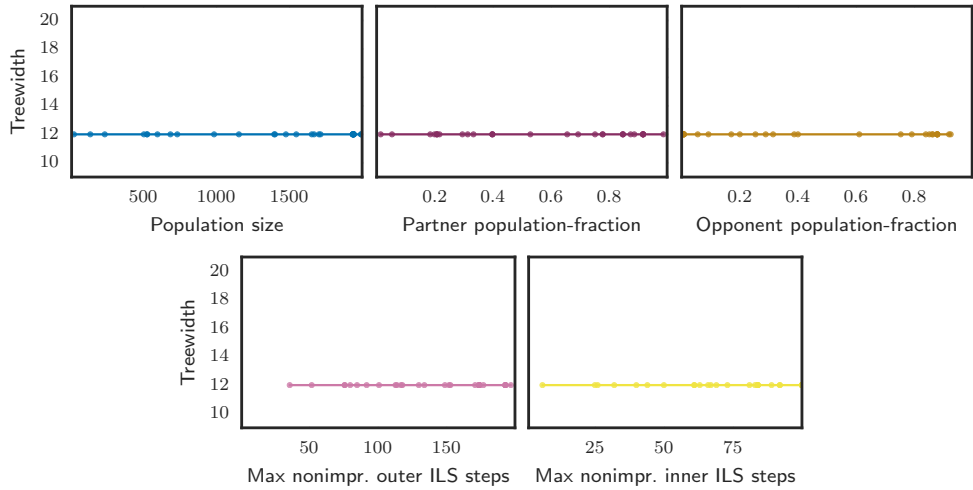 20
18
16
14
12
10
Treewidth
500 1000 1500
Population size
0.2 0.4 0.6 0.8
Partner population-fraction
0.2 0.4 0.6 0.8
Opponent population-fraction
20
18
16
14
12
10
Treewidth
50 100 150
Max nonimpr. outer ILS steps
25 50 75
Max nonimpr. inner ILS steps